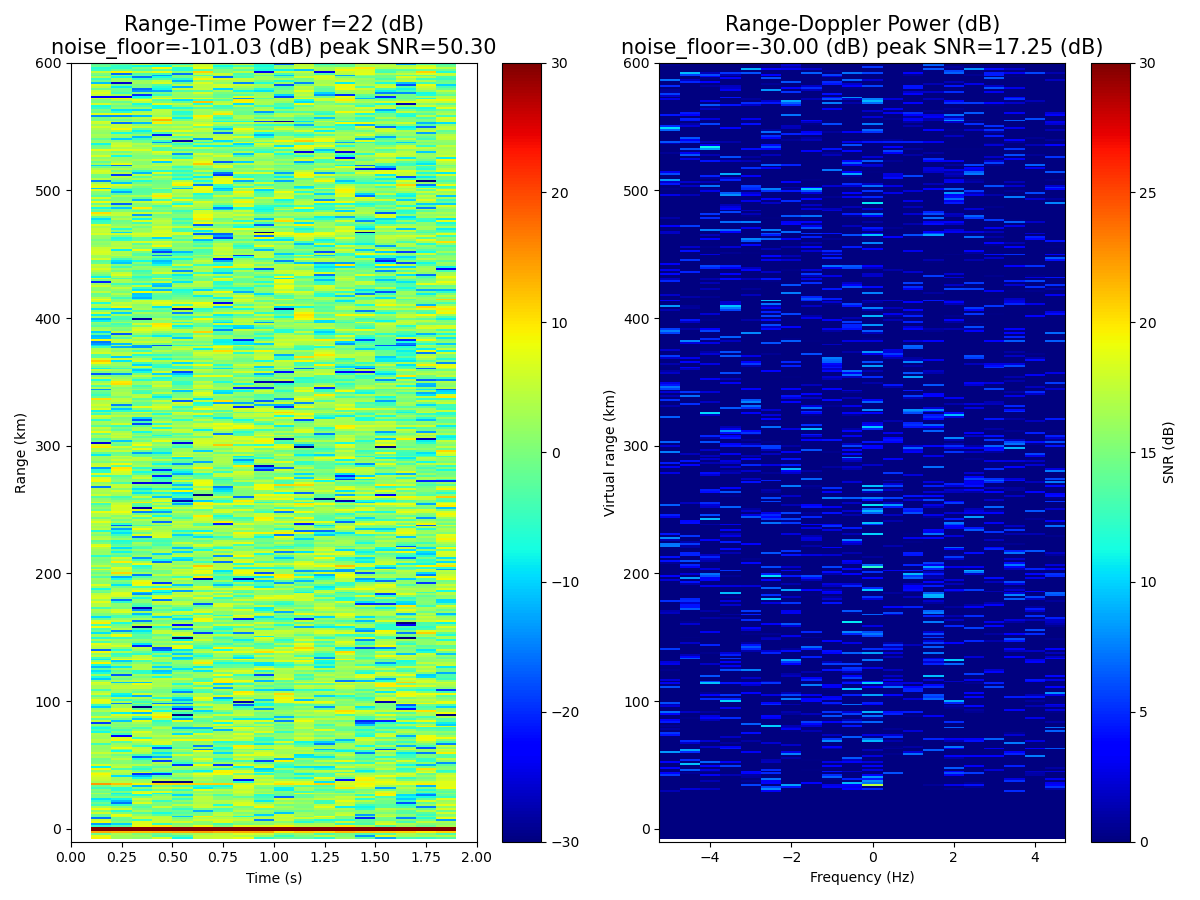 Range-Time Power f=22 (dB)
noise_floor=-101.03 (dB) peak SNR=50.30
Range (km)
600
500
400
300
200
100
0
0.00 0.25 0.50 0.75 1.00 1.25 1.50 1.75 2.00
Time (s)
30
20
10
0
−10
−20
−30
Range-Doppler Power (dB)
noise_floor=-30.00 (dB) peak SNR=17.25 (dB)
Virtual range (km)
600
500
400
300
200
100
0
−4 −2 0 2 4
Frequency (Hz)
30
25
20
15
10
5
0
SNR (dB)